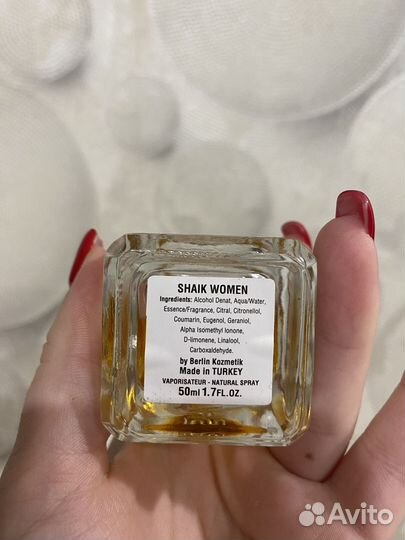 SHAIK WOMEN
Ingredients: Alcohol Denat, Aqua/Water,
Essence/Fragrance, Citral, Citronellol,
Coumarin, Eugenol, Geraniol,
Alpha Isomethyl Ionone,
D-limonene, Linalool,
Carboxaldehyde.
by Berlin Kozmetik
Made in TURKEY
VAPORISATEUR - NATURAL SPRAY
50ml 1.7FL.OZ.
Avito